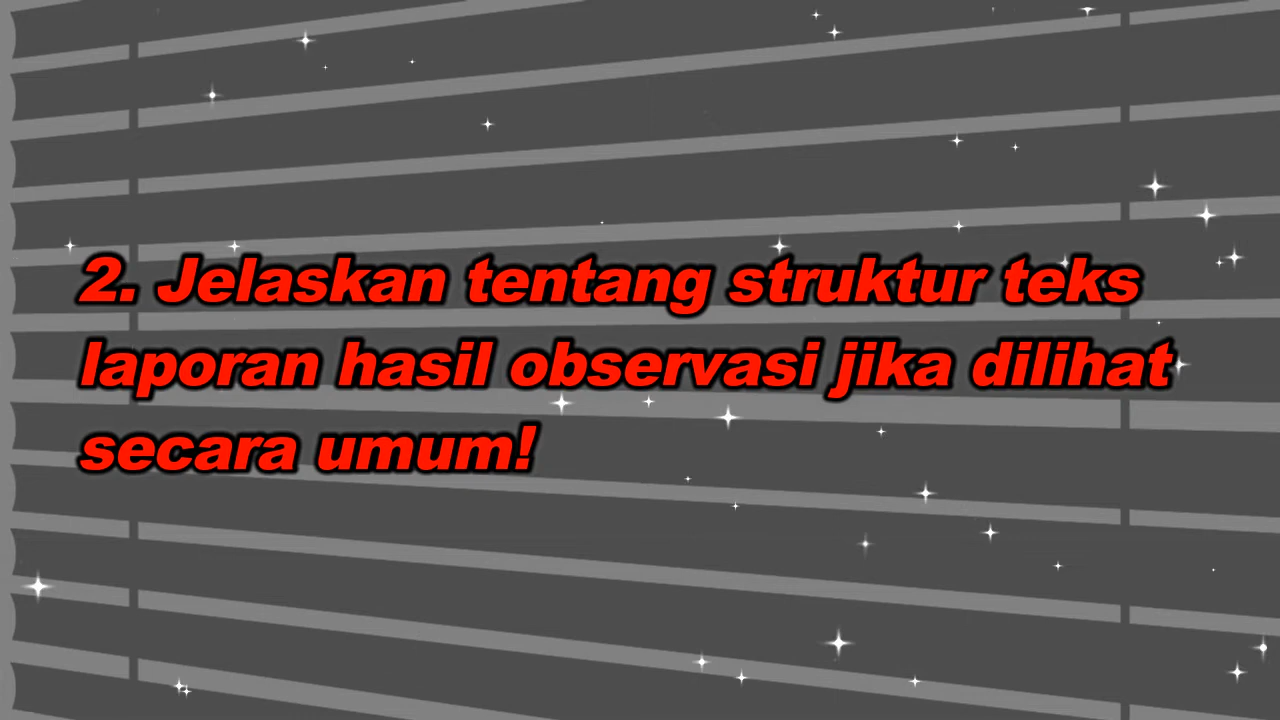 2. Jelaskan tentang struktur teks
laporan hasil observasi jika dilihat
secara umum!